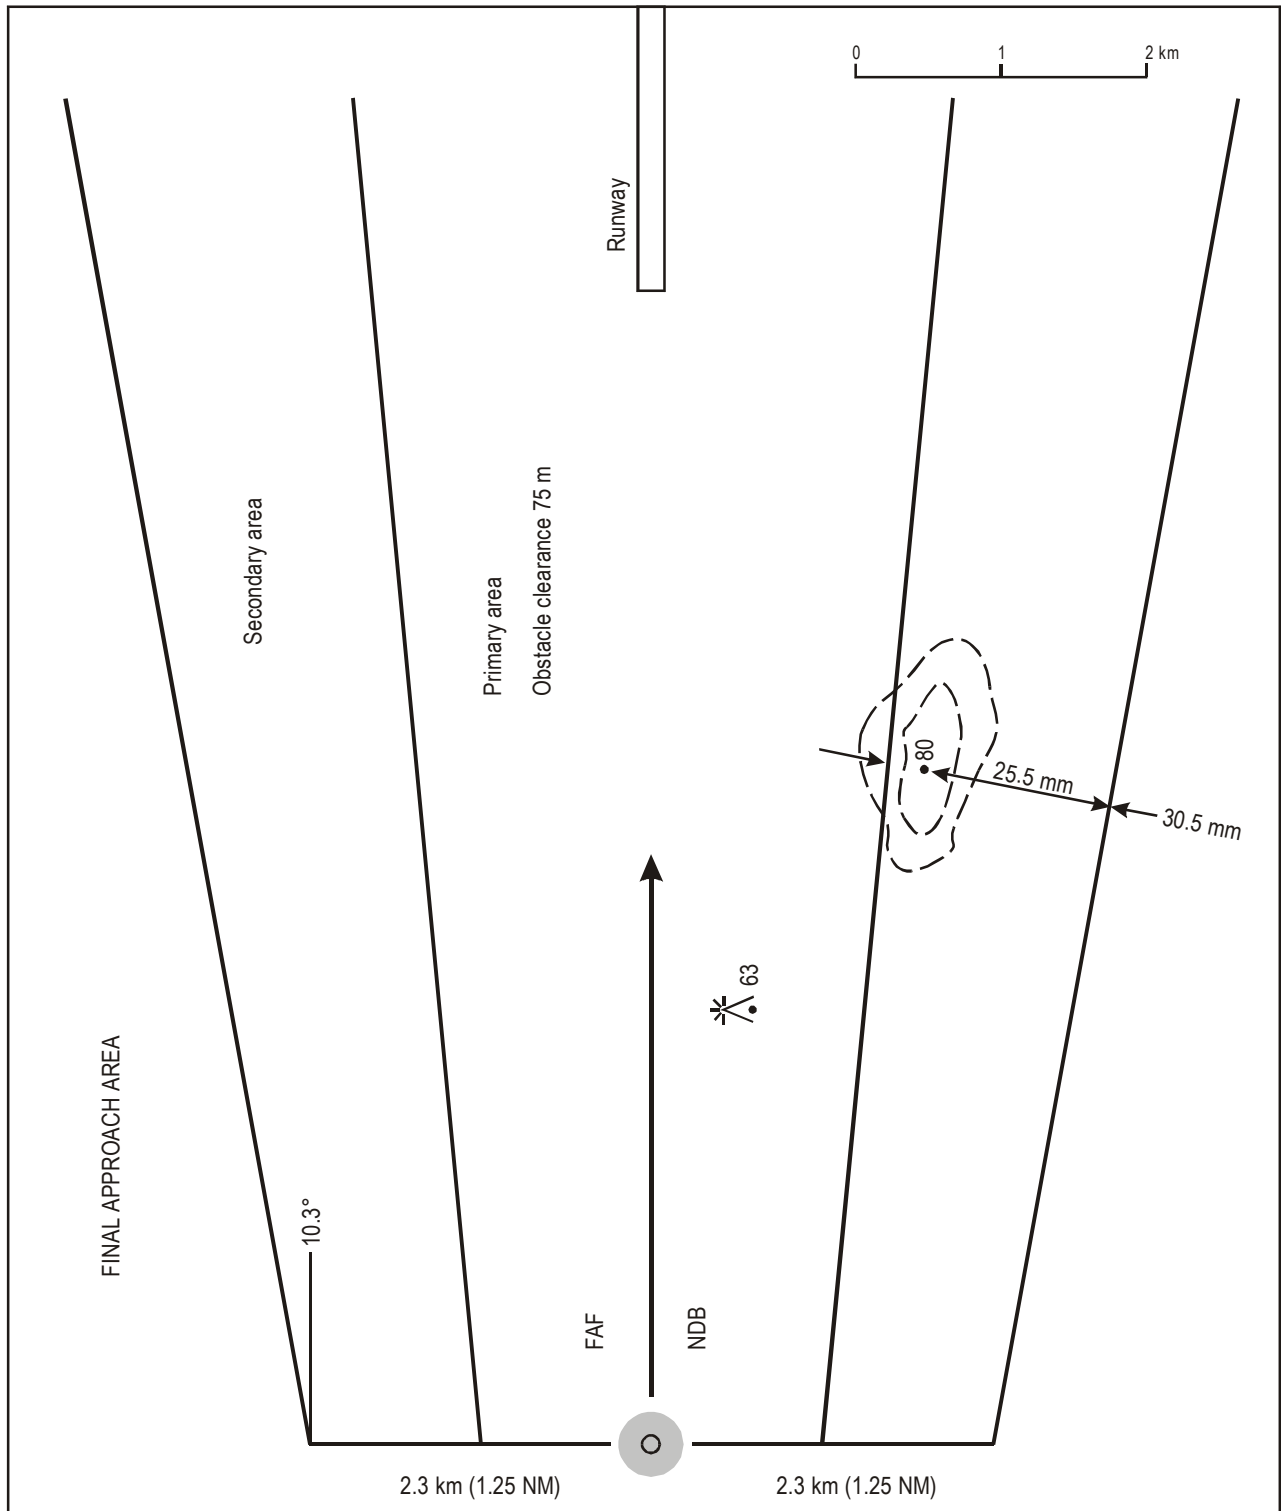 0 1 2 km
Runway
Secondary area
Primary area
Obstacle clearance 75 m
80
25.5 mm
30.5 mm
63
FINAL APPROACH AREA
10.3°
FAF
NDB
2.3 km (1.25 NM)
2.3 km (1.25 NM)